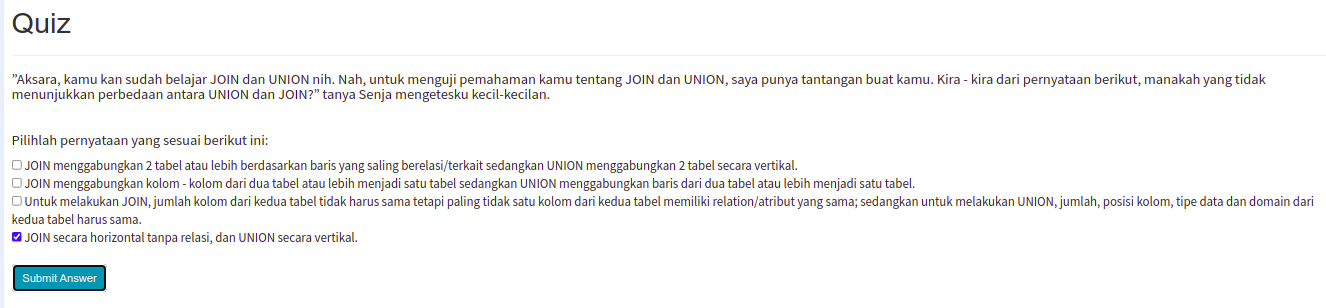 Quiz
"Aksara, kamu kan sudah belajar JOIN dan UNION nih. Nah, untuk menguji pemahaman kamu tentang JOIN dan UNION, saya punya tantangan buat kamu. Kira - kira dari pernyataan berikut, manakah yang tidak
menunjukkan perbedaan antara UNION dan JOIN?” tanya Senja mengetesku kecil-kecilan.
Pilihlah pernyataan yang sesuai berikut ini:
JOIN menggabungkan 2 tabel atau lebih berdasarkan baris yang saling berelasi/terkait sedangkan UNION menggabungkan 2 tabel secara vertikal.
JOIN menggabungkan kolom - kolom dari dua tabel atau lebih menjadi satu tabel sedangkan UNION menggabungkan baris dari dua tabel atau lebih menjadi satu tabel.
Untuk melakukan JOIN, jumlah kolom dari kedua tabel tidak harus sama tetapi paling tidak satu kolom dari kedua tabel memiliki relation/atribut yang sama; sedangkan untuk melakukan UNION, jumlah, posisi kolom, tipe data dan domain dari
kedua tabel harus sama.
JOIN secara horizontal tanpa relasi, dan UNION secara vertikal.
Submit Answer